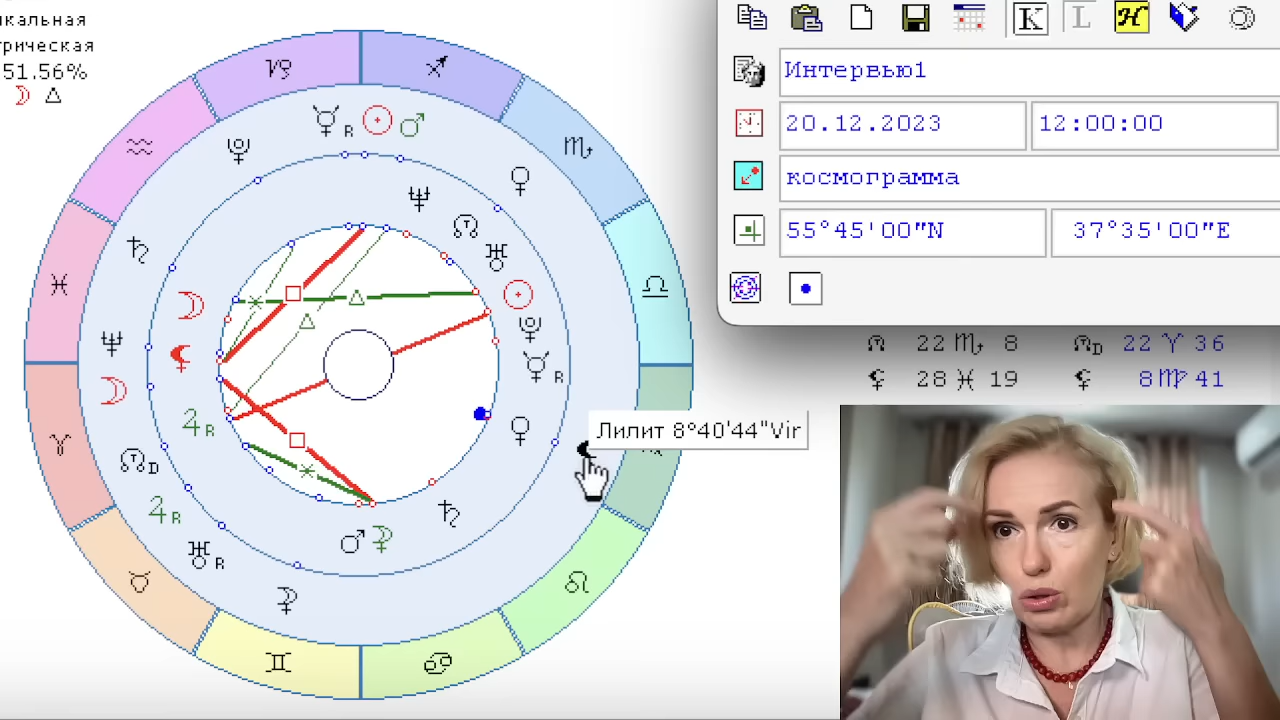 икальная
трическая
51.56%
☽ △
K L H
Интервью1
20.12.2023 12:00:00
космограмма
55°45'00"N 37°35'00"E
☊ 22 ♏ 8 ☊D 22 ♈ 36
⚸ 28 ♓ 19 ⚸ 8 ♍ 41
Лилит 8°40'44"Vir
R
R
R
D
R
R